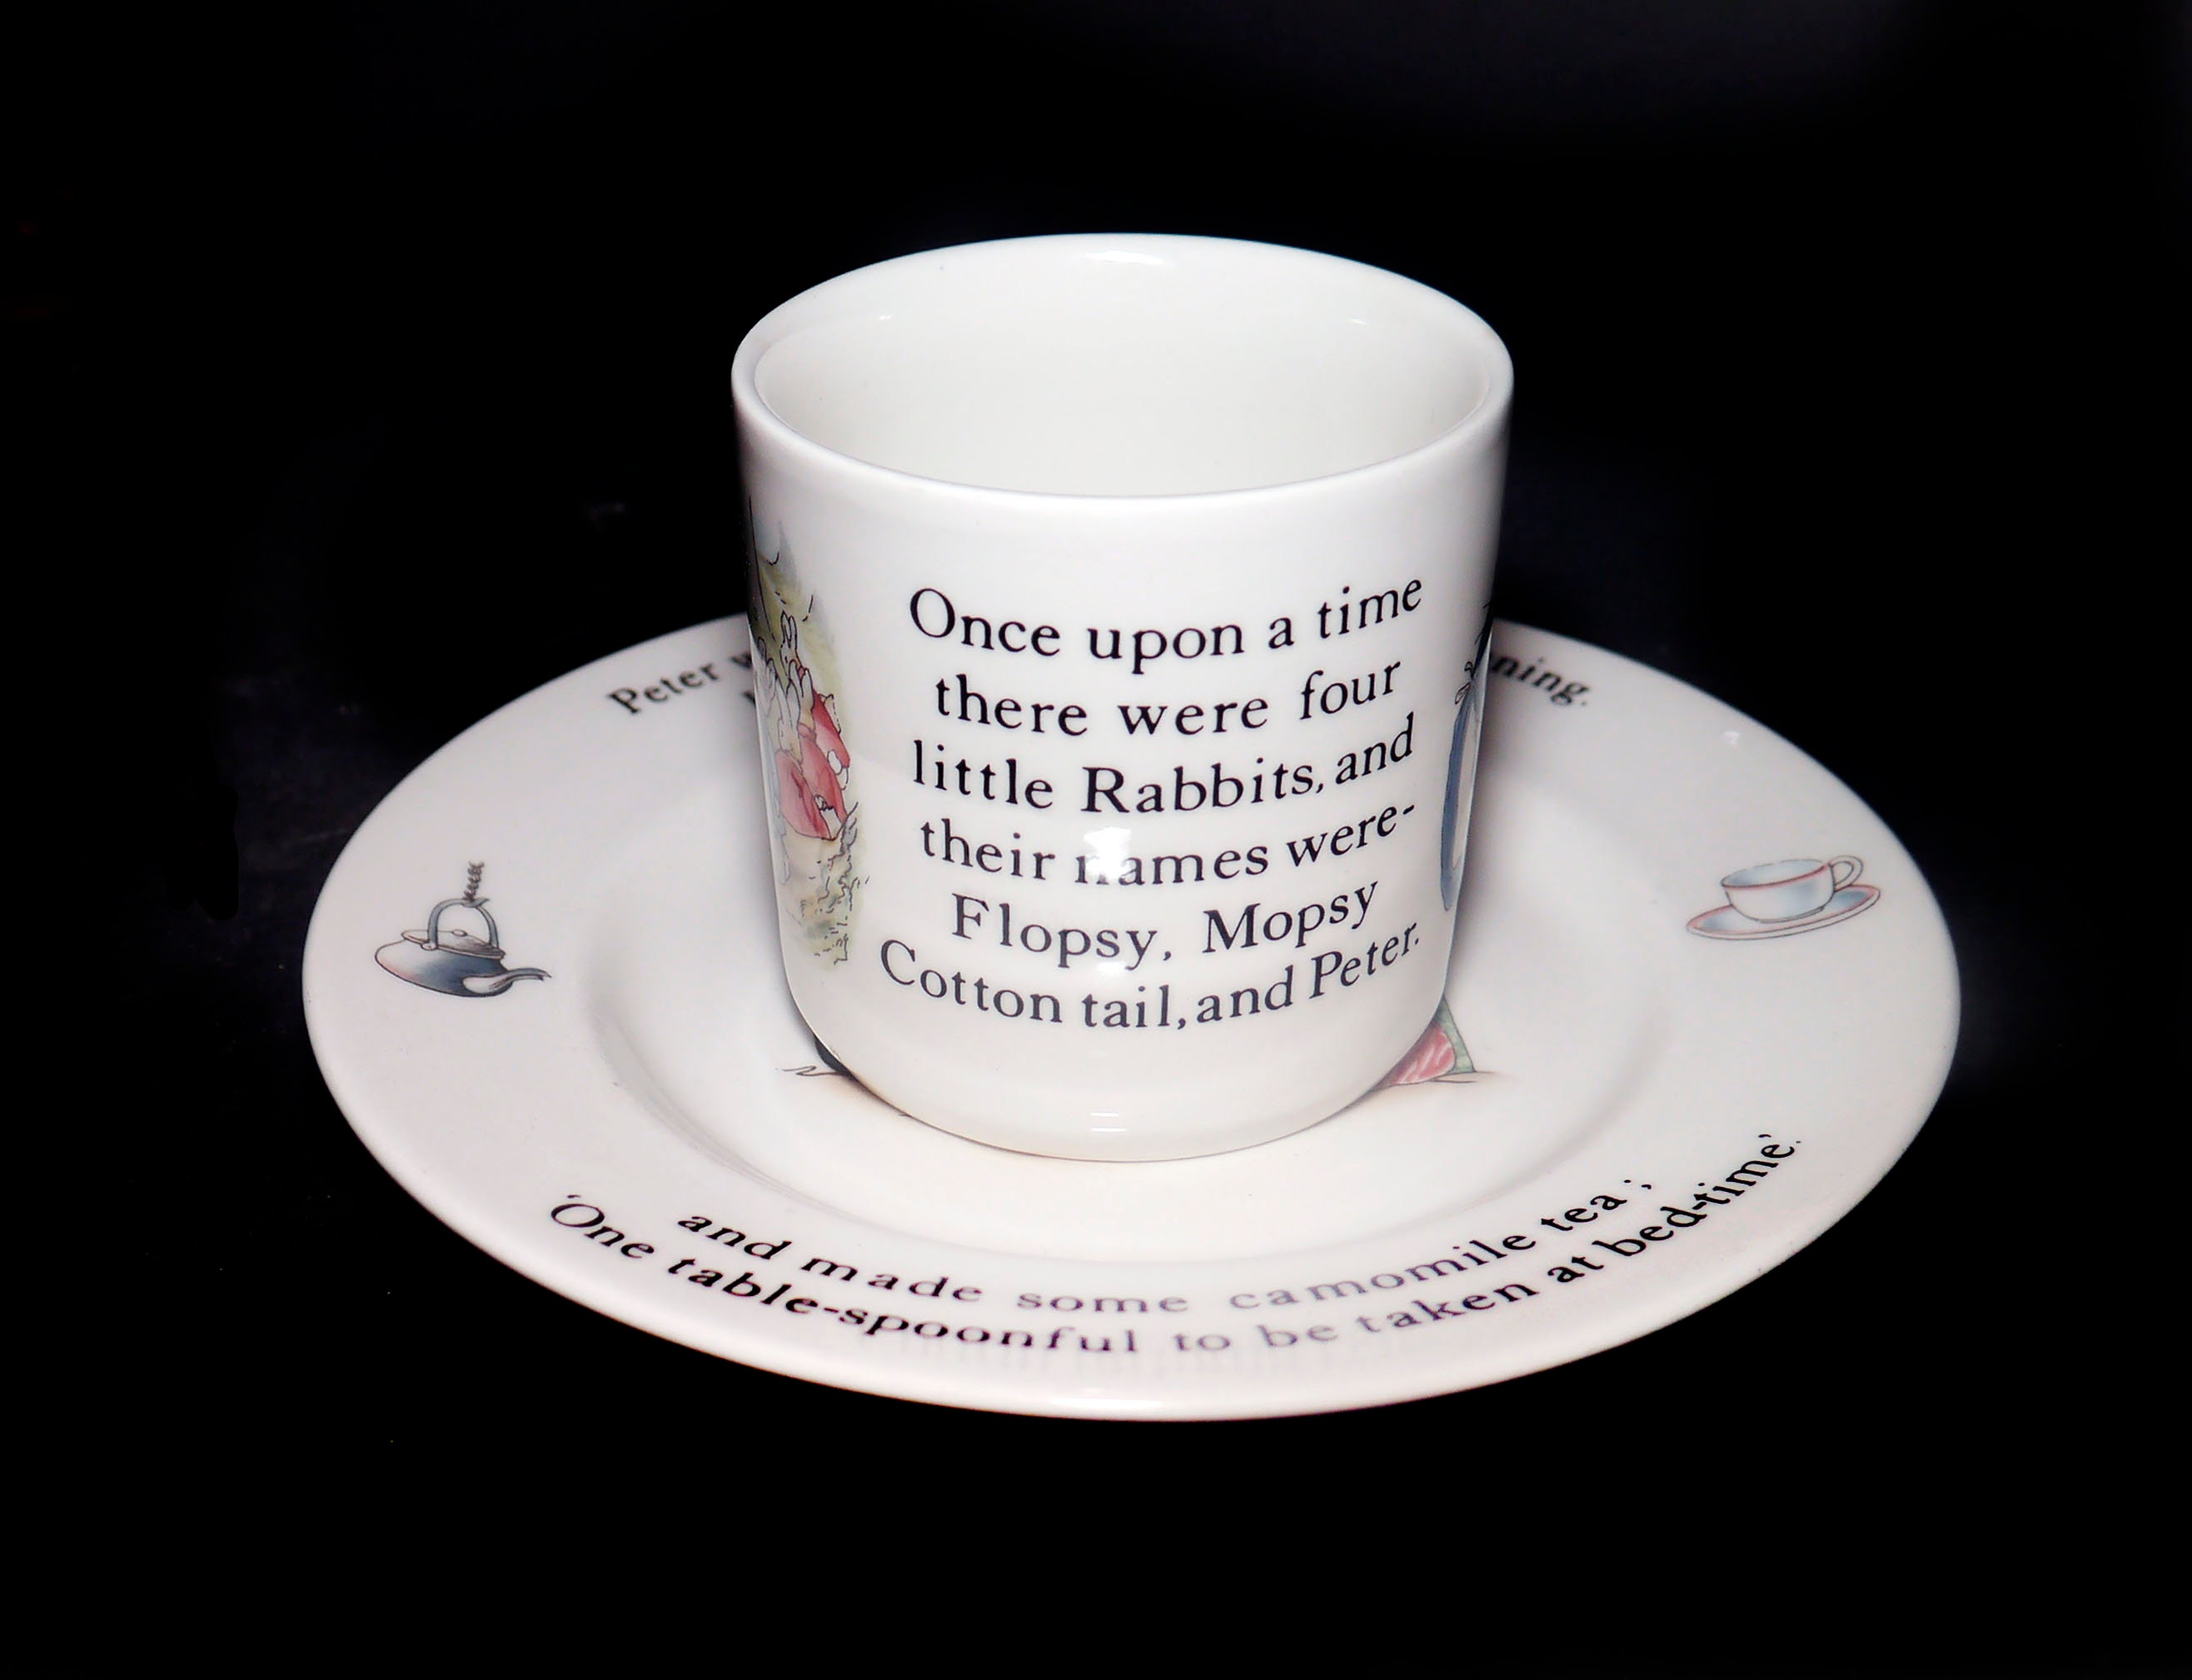 Once upon a time
there were four
little Rabbits, and
their names were-
Flopsy, Mopsy
Cotton tail, and Peter.
Peter
and made some camomile tea;
'One table-spoonful to be taken at bed-time'.